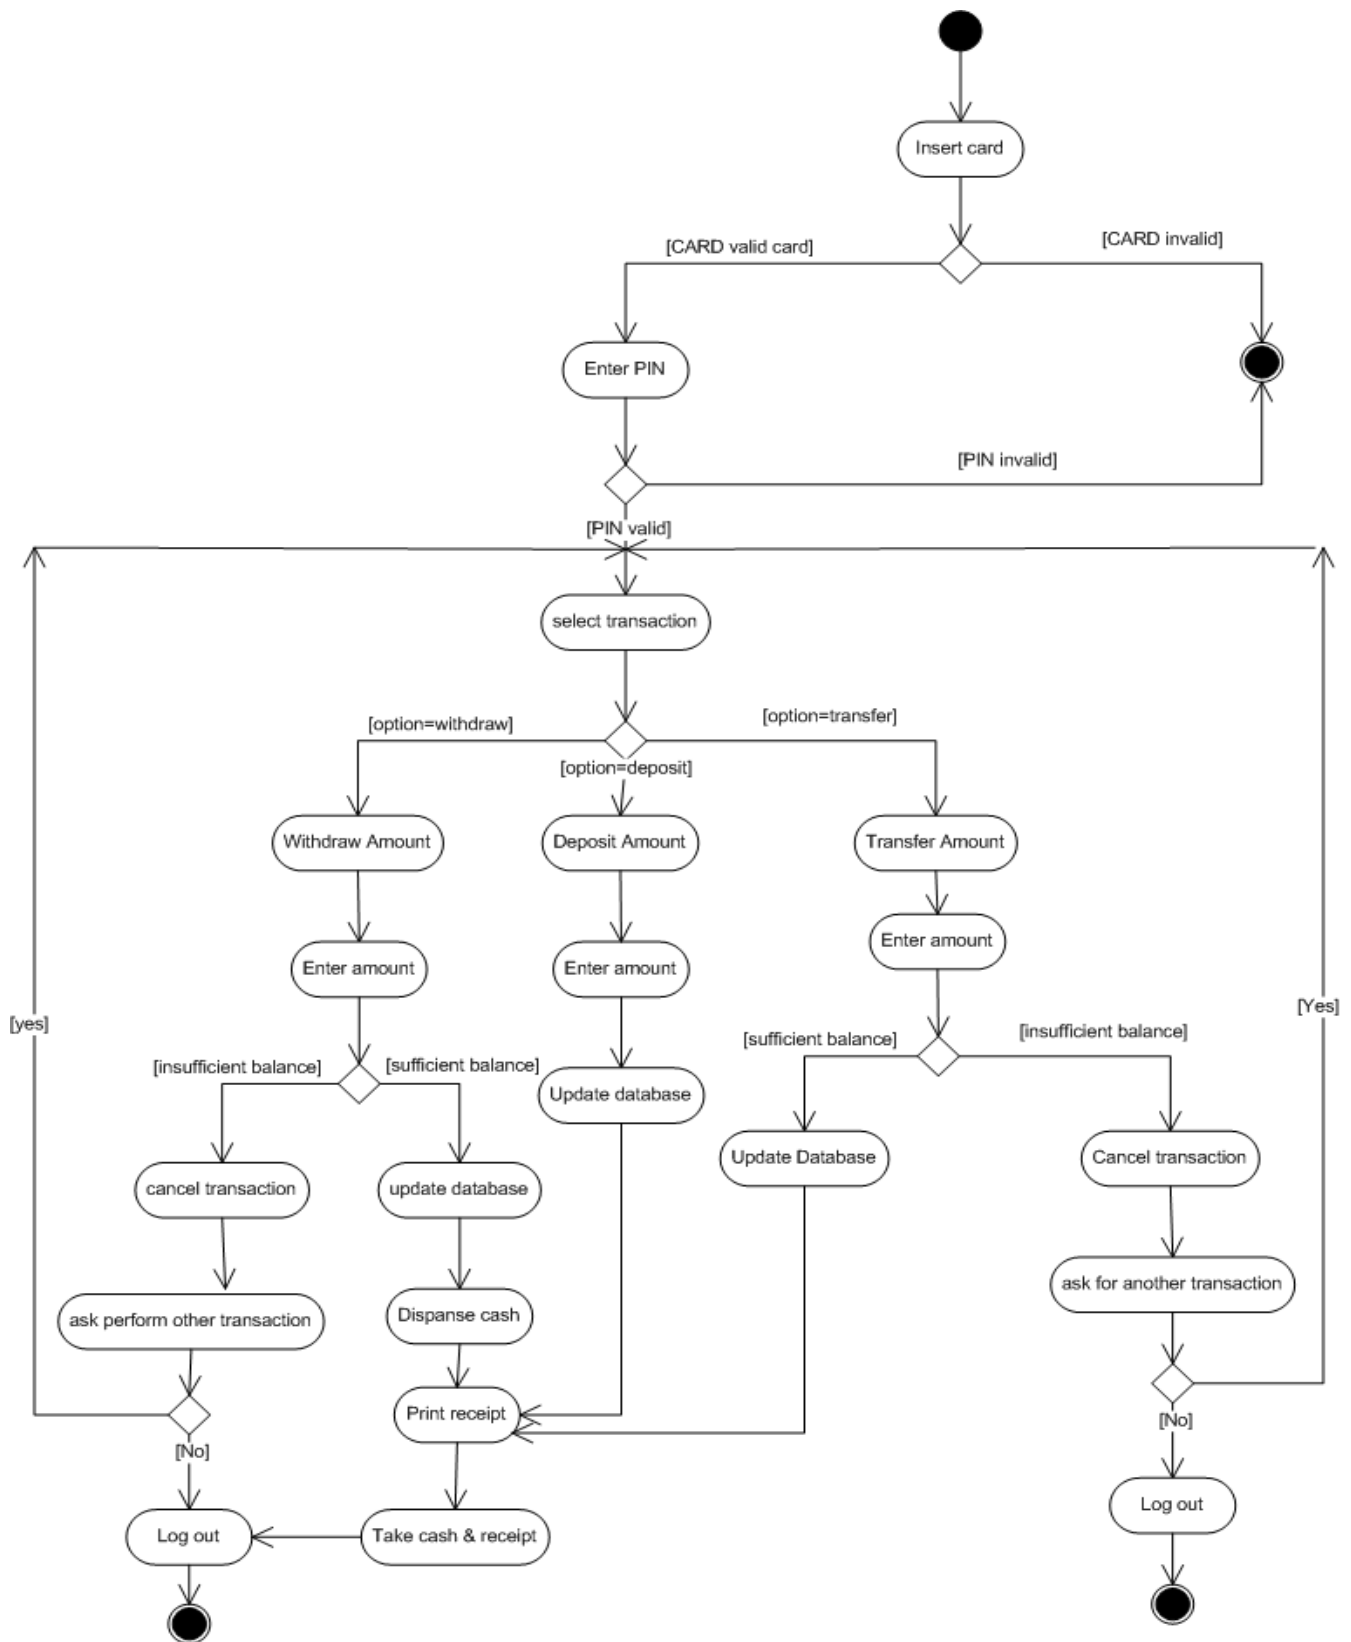 Insert card
[CARD valid card]
[CARD invalid]
Enter PIN
[PIN invalid]
[PIN valid]
select transaction
[option=withdraw]
[option=transfer]
[option=deposit]
Withdraw Amount
Deposit Amount
Transfer Amount
Enter amount
Enter amount
Enter amount
[yes]
[Yes]
[insufficient balance]
[sufficient balance]
[sufficient balance]
[insufficient balance]
Update database
cancel transaction
update database
Update Database
Cancel transaction
ask perform other transaction
Dispanse cash
ask for another transaction
Print receipt
[No]
[No]
Log out
Take cash & receipt
Log out